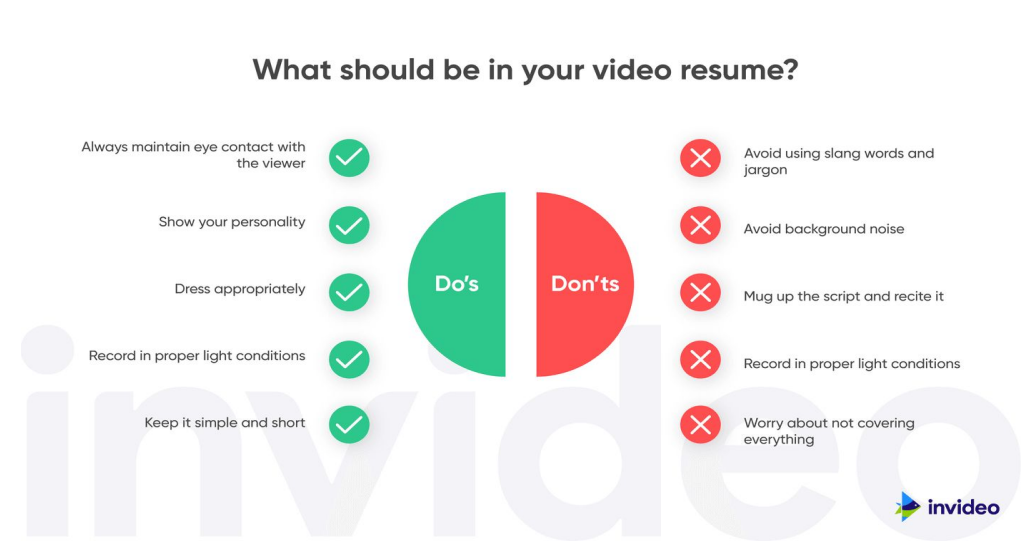 What should be in your video resume?
Always maintain eye contact with
the viewer
Show your personality
Dress appropriately
Record in proper light conditions
Keep it simple and short
Do's
Don'ts
Avoid using slang words and
jargon
Avoid background noise
Mug up the script and recite it
Record in proper light conditions
Worry about not covering
everything
invideo
invideo